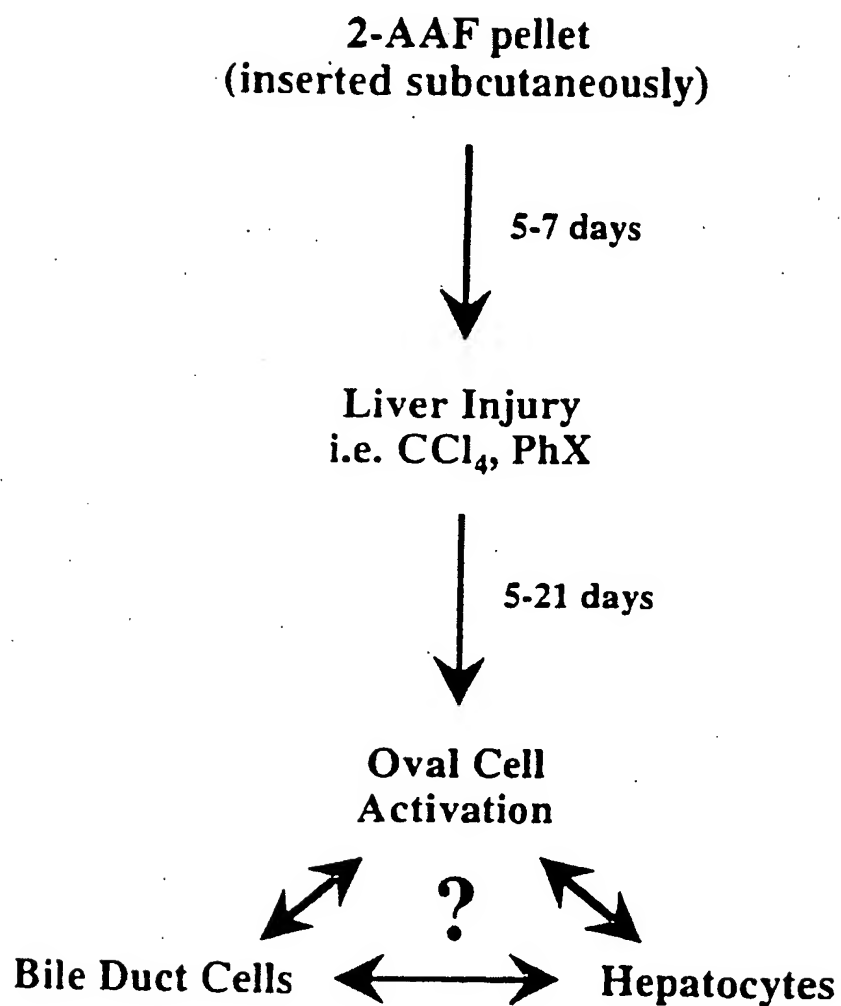 2-AAF pellet
(inserted subcutaneously)
5-7 days
Liver Injury
i.e. CCl₄, PhX
5-21 days
Oval Cell
Activation
?
Bile Duct Cells
Hepatocytes